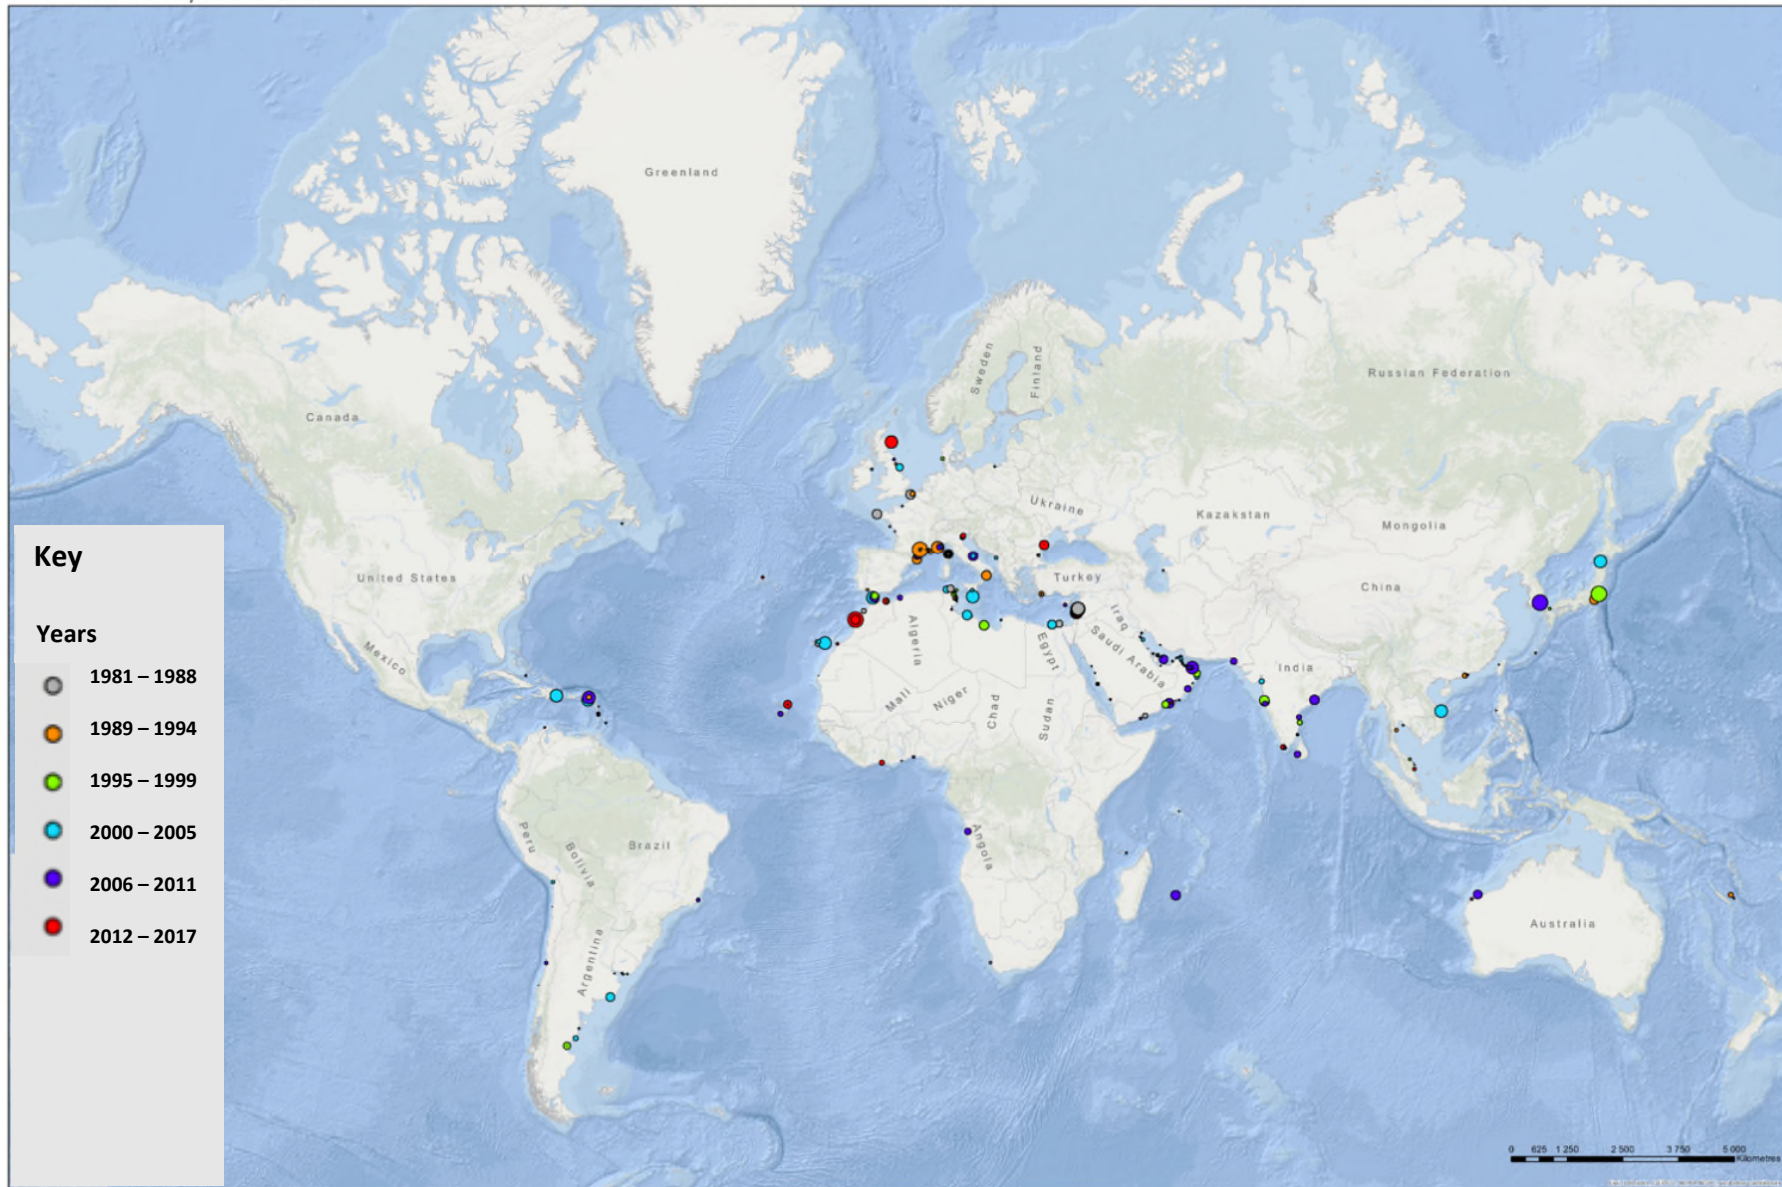 Greenland
Sweden
Finland
Russian Federation
Canada
Ukraine
Kazakhstan
Mongolia
Key
United States
Turkey
China
Years
1981 – 1988
1989 – 1994
1995 – 1999
2000 – 2005
2006 – 2011
2012 – 2017
Mexico
Algeria
Egypt
Iraq
Saudi Arabia
India
Mali
Niger
Chad
Sudan
Peru
Bolivia
Brazil
Angola
Argentina
Australia
0 625 1 250 2 500 3 750 5 000
Kilometres